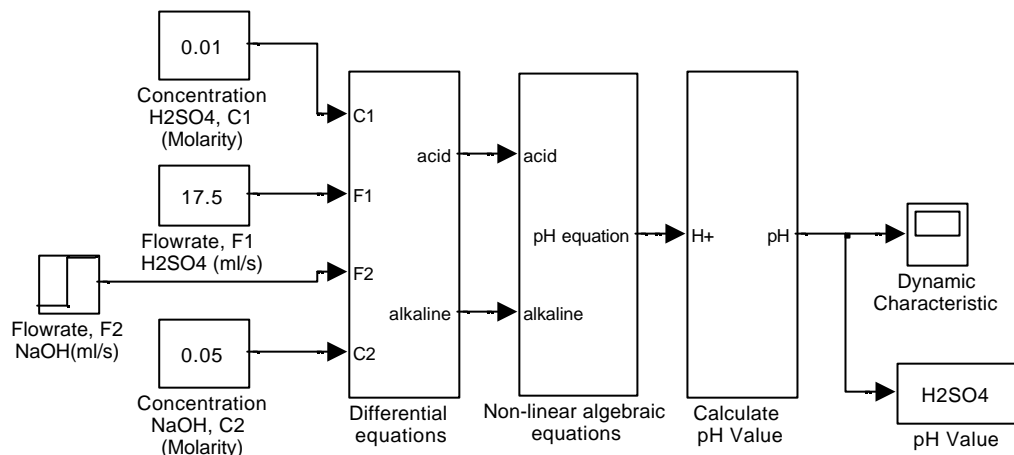 0.01
Concentration
H2SO4, C1
(Molarity)
17.5
Flowrate, F1
H2SO4 (ml/s)
Flowrate, F2
NaOH(ml/s)
0.05
Concentration
NaOH, C2
(Molarity)
C1
F1
F2
C2
acid
alkaline
Differential
equations
acid
alkaline
pH equation
Non-linear algebraic
equations
H+
pH
Calculate
pH Value
Dynamic
Characteristic
H2SO4
pH Value